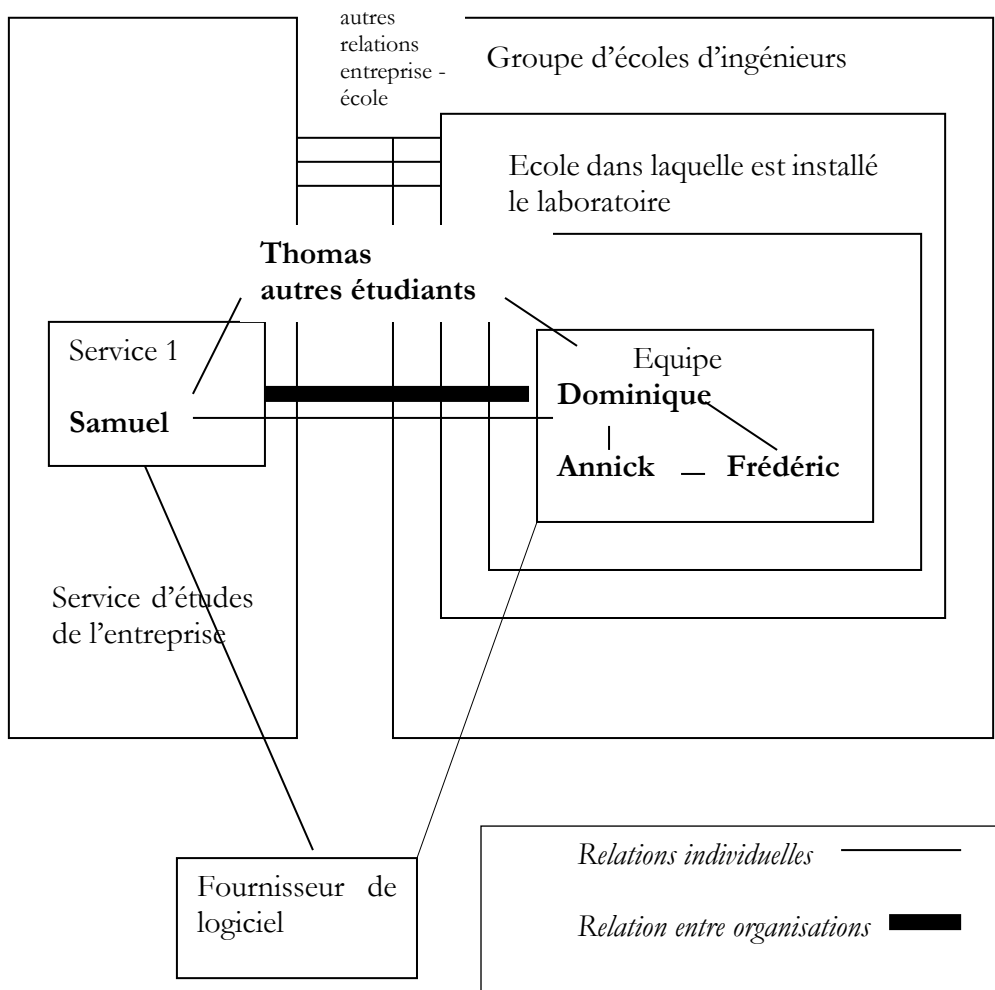 autres
relations
entreprise -
école
Groupe d’écoles d’ingénieurs
Ecole dans laquelle est installé
le laboratoire
Thomas
autres étudiants
Service 1
Samuel
Equipe
Dominique
Annick
Frédéric
Service d’études
de l’entreprise
Fournisseur de
logiciel
Relations individuelles
Relation entre organisations